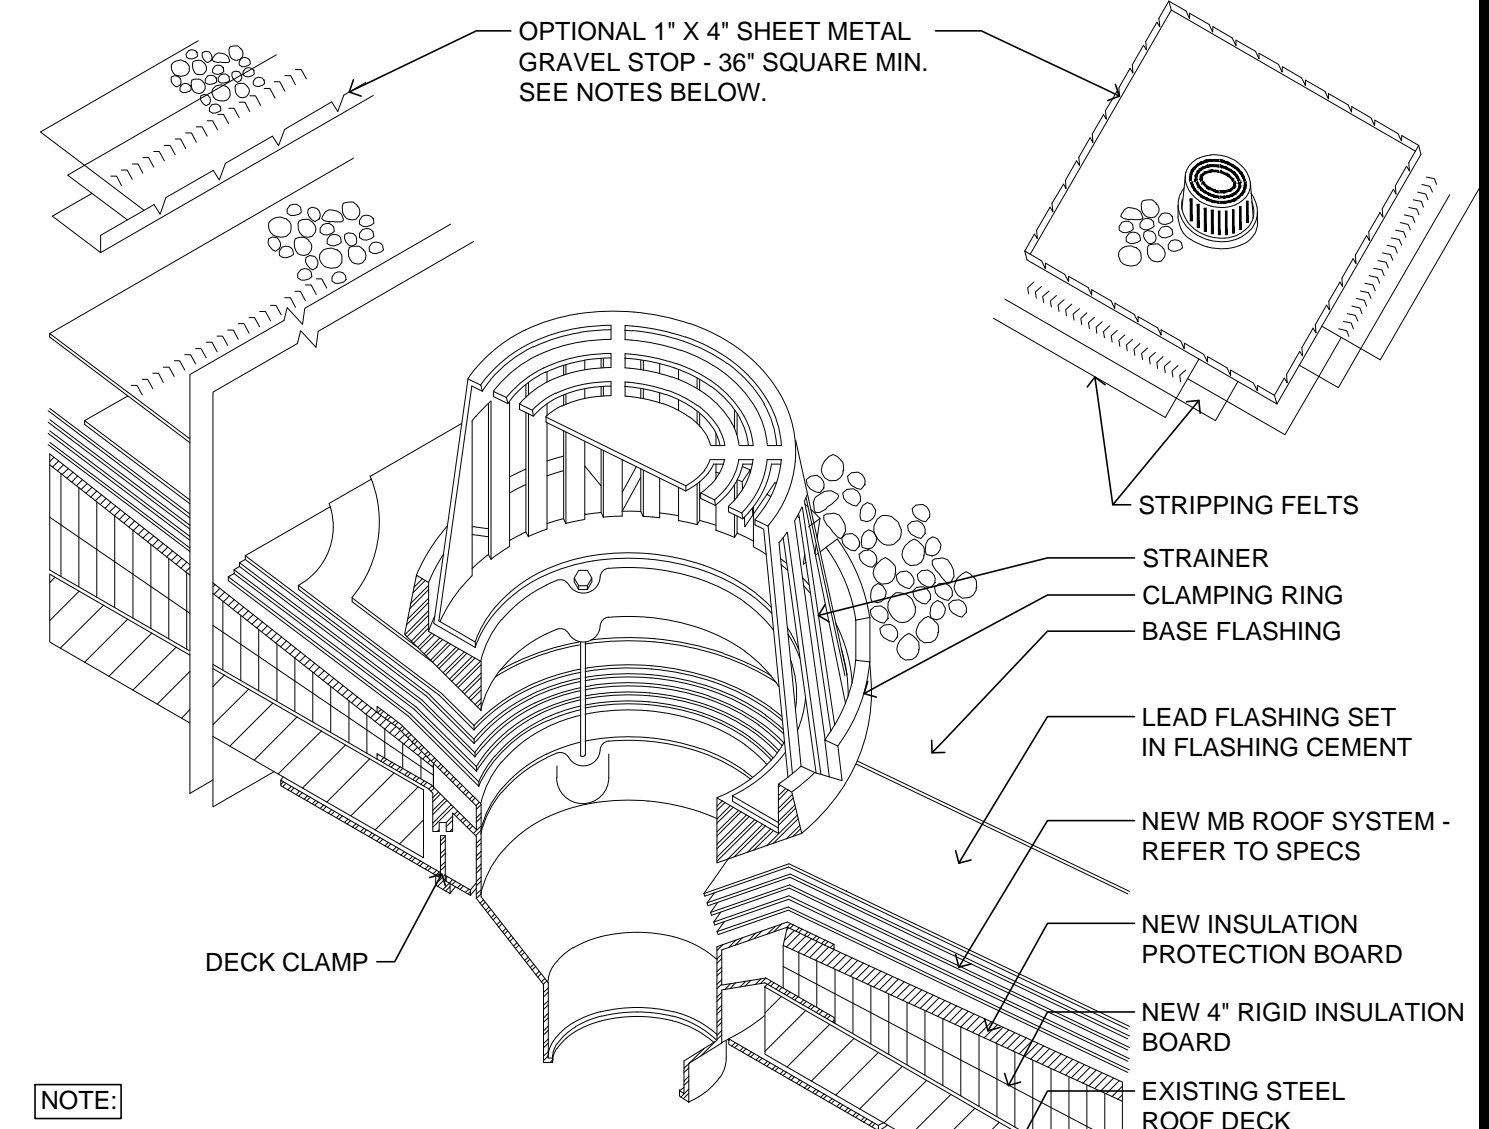 OPTIONAL 1" X 4" SHEET METAL
GRAVEL STOP - 36" SQUARE MIN.
SEE NOTES BELOW.
STRIPPING FELTS
STRAINER
CLAMPING RING
BASE FLASHING
LEAD FLASHING SET
IN FLASHING CEMENT
NEW MB ROOF SYSTEM -
REFER TO SPECS
NEW INSULATION
PROTECTION BOARD
DECK CLAMP
NEW 4" RIGID INSULATION
BOARD
EXISTING STEEL
ROOF DECK
NOTE: